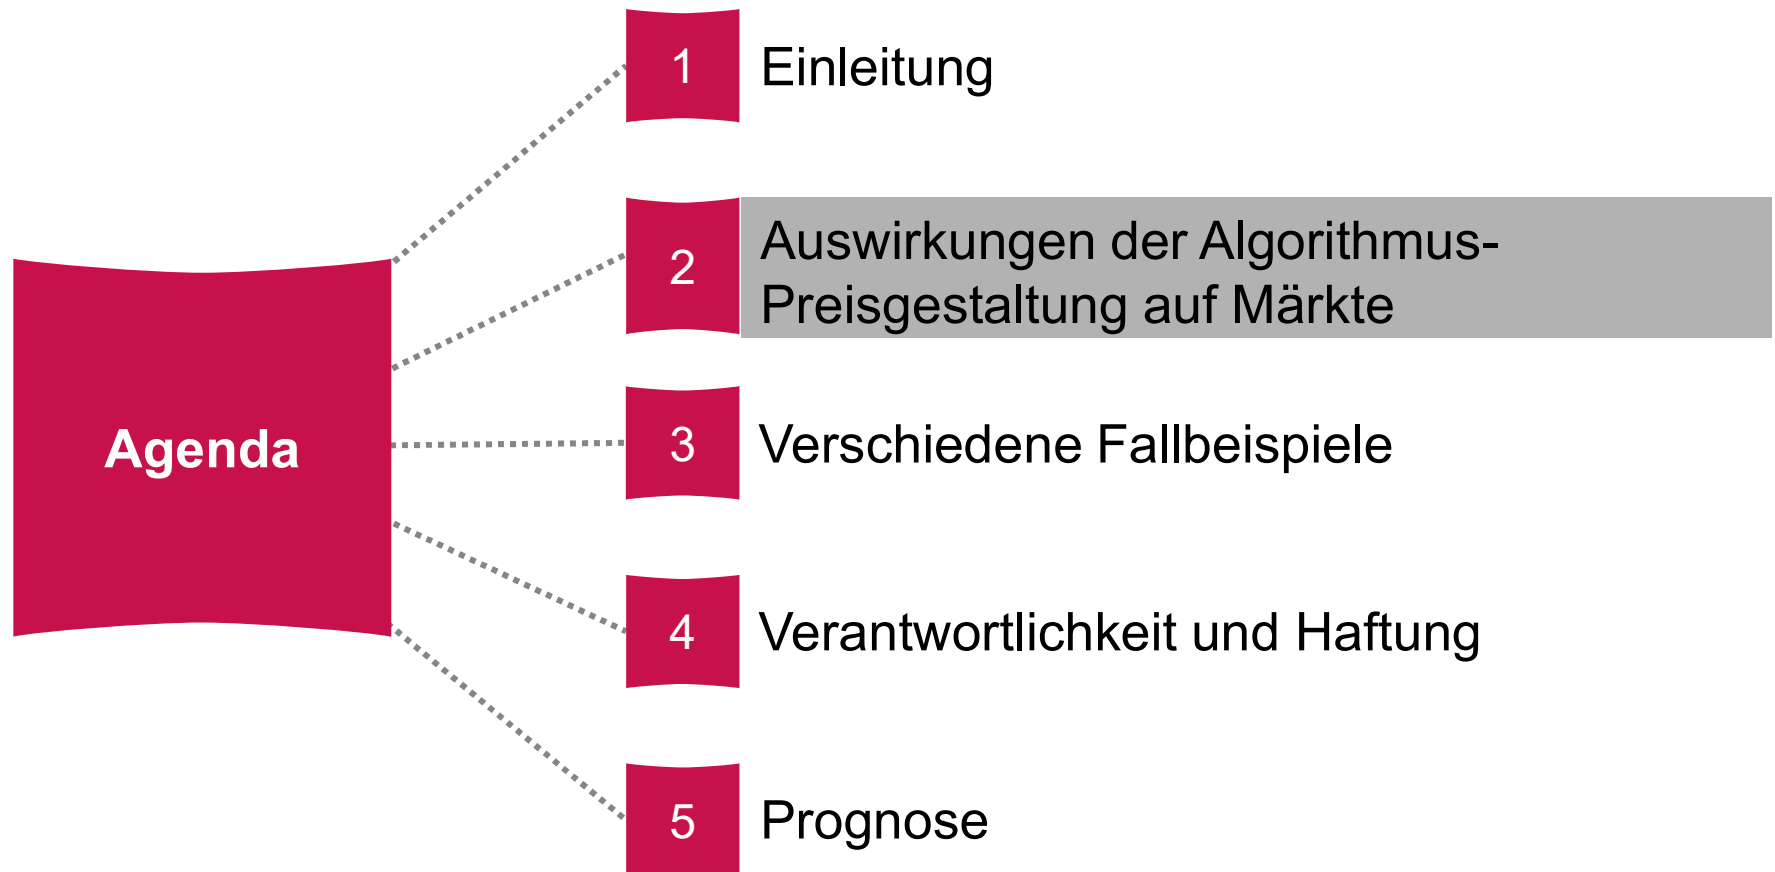 Agenda
1 Einleitung
2 Auswirkungen der Algorithmus-
Preisgestaltung auf Märkte
3 Verschiedene Fallbeispiele
4 Verantwortlichkeit und Haftung
5 Prognose